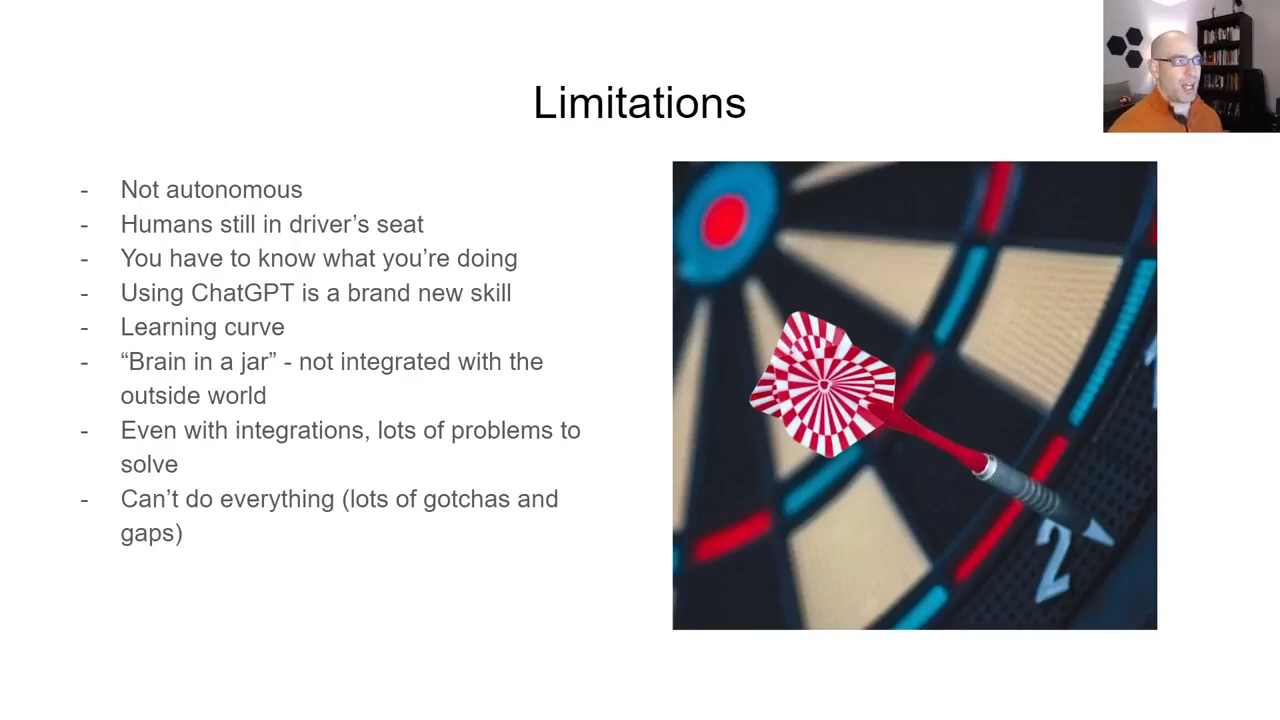 Limitations
- Not autonomous
- Humans still in driver’s seat
- You have to know what you’re doing
- Using ChatGPT is a brand new skill
- Learning curve
- “Brain in a jar” - not integrated with the
outside world
- Even with integrations, lots of problems to
solve
- Can’t do everything (lots of gotchas and
gaps)
2